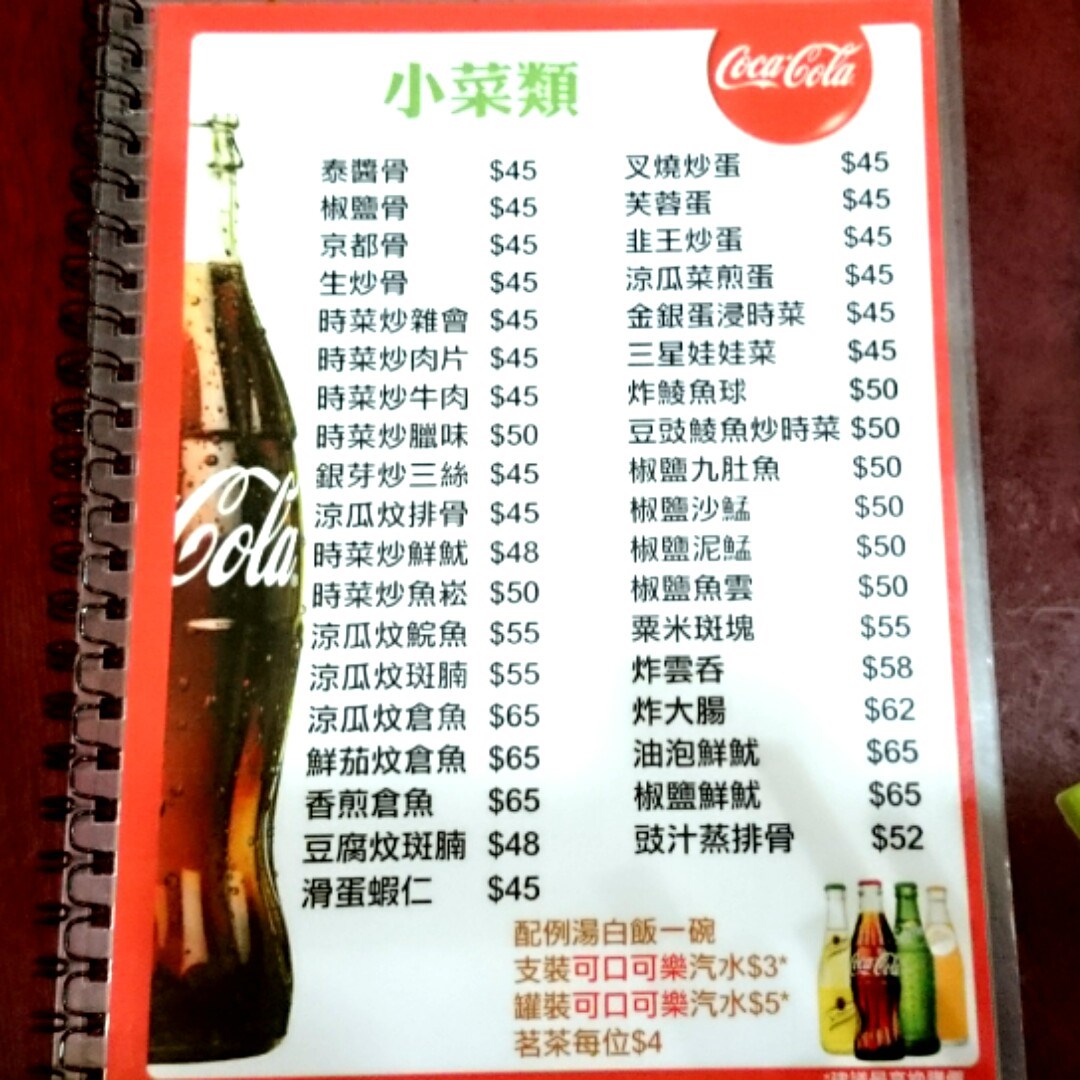 小菜類
Coca-Cola
泰醬骨 $45
椒鹽骨 $45
京都骨 $45
生炒骨 $45
時菜炒雜會 $45
時菜炒肉片 $45
時菜炒牛肉 $45
時菜炒臘味 $50
銀芽炒三絲 $45
涼瓜炆排骨 $45
時菜炒鮮魷 $48
時菜炒魚崧 $50
涼瓜炆鯇魚 $55
涼瓜炆斑腩 $55
涼瓜炆倉魚 $65
鮮茄炆倉魚 $65
香煎倉魚 $65
豆腐炆斑腩 $48
滑蛋蝦仁 $45
叉燒炒蛋 $45
芙蓉蛋 $45
韭王炒蛋 $45
涼瓜菜煎蛋 $45
金銀蛋浸時菜 $45
三星娃娃菜 $45
炸鯪魚球 $50
豆豉鯪魚炒時菜 $50
椒鹽九肚魚 $50
椒鹽沙鯭 $50
椒鹽泥鯭 $50
椒鹽魚雲 $50
粟米斑塊 $55
炸雲呑 $58
炸大腸 $62
油泡鮮魷 $65
椒鹽鮮魷 $65
豉汁蒸排骨 $52
配例湯白飯一碗
支裝可口可樂汽水$3*
罐裝可口可樂汽水$5*
茗茶每位$4
Cola
Coca-Cola